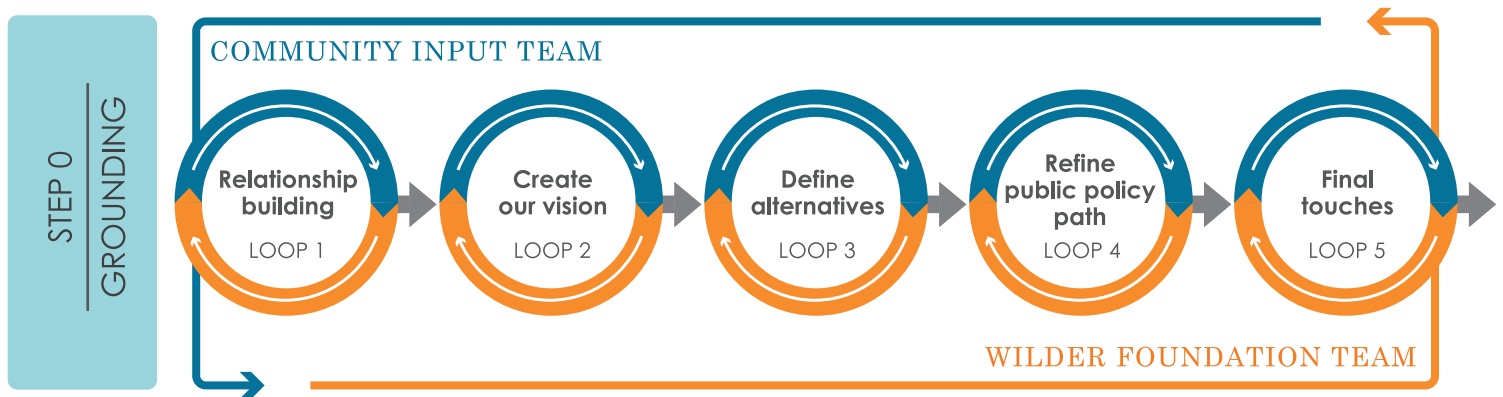 STEP 0
GROUNDING
COMMUNITY INPUT TEAM
Relationship
building
LOOP 1
Create
our vision
LOOP 2
Define
alternatives
LOOP 3
Refine
public policy
path
LOOP 4
Final
touches
LOOP 5
WILDER FOUNDATION TEAM